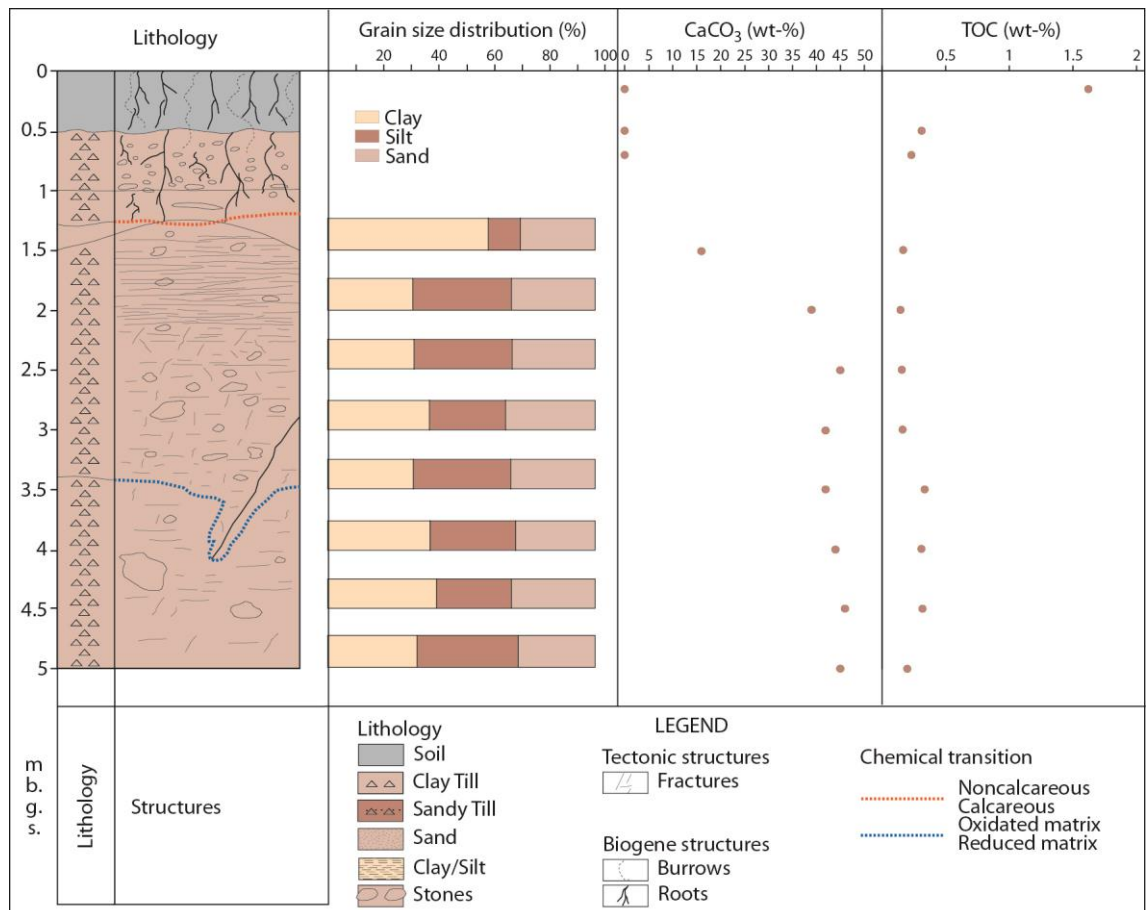 Lithology
Grain size distribution (%)
CaCO3 (wt-%)
TOC (wt-%)
20 40 60 80 100
0 5 10 15 20 25 30 35 40 45 50
0 1 2
0
0.5
1
1.5
2
2.5
3
3.5
4
4.5
5
Clay
Silt
Sand
m
b.
g.
s.
Lithology
Structures
Lithology
Soil
Clay Till
Sandy Till
Sand
Clay/Silt
Stones
LEGEND
Tectonic structures
Fractures
Biogene structures
Burrows
Roots
Chemical transition
Noncalcareous
Calcareous
Oxidated matrix
Reduced matrix